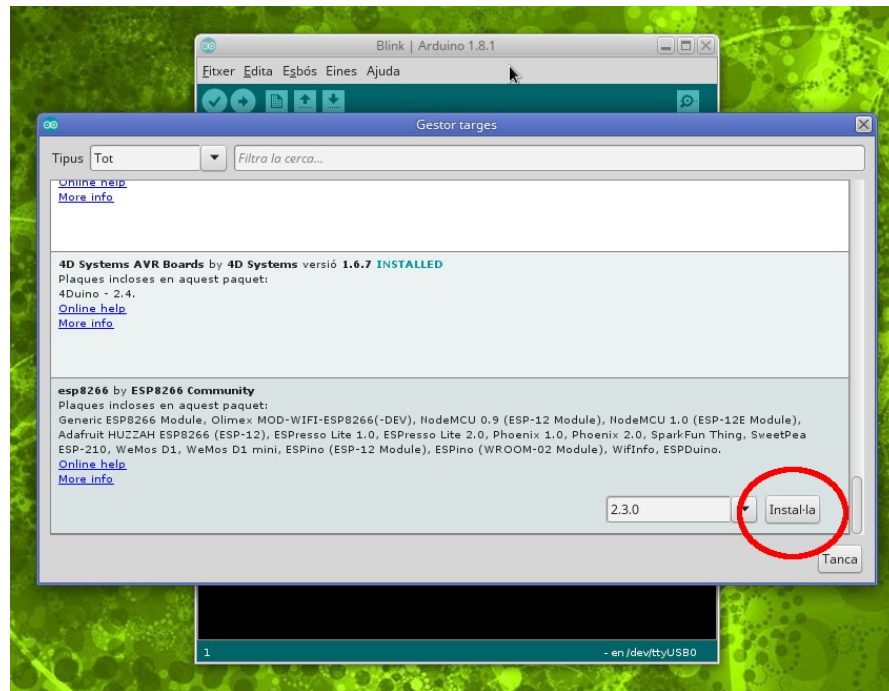 Blink | Arduino 1.8.1
Fitxer Edita Esbós Eines Ajuda
Gestor targes
Tipus Tot Filtra la cerca...
Online help
More info
4D Systems AVR Boards by 4D Systems versió 1.6.7 INSTALLED
Plaques incloses en aquest paquet:
4Duino - 2.4.
Online help
More info
esp8266 by ESP8266 Community
Plaques incloses en aquest paquet:
Generic ESP8266 Module, Olimex MOD-WIFI-ESP8266(-DEV), NodeMCU 0.9 (ESP-12 Module), NodeMCU 1.0 (ESP-12E Module),
Adafruit HUZZAH ESP8266 (ESP-12), ESPresso Lite 1.0, ESPresso Lite 2.0, Phoenix 1.0, Phoenix 2.0, SparkFun Thing, SweetPea
ESP-210, WeMos D1, WeMos D1 mini, ESPino (ESP-12 Module), ESPino (WROOM-02 Module), WifInfo, ESPDuino.
Online help
More info
2.3.0 Instal·la
Tanca
1 - en /dev/ttyUSB0